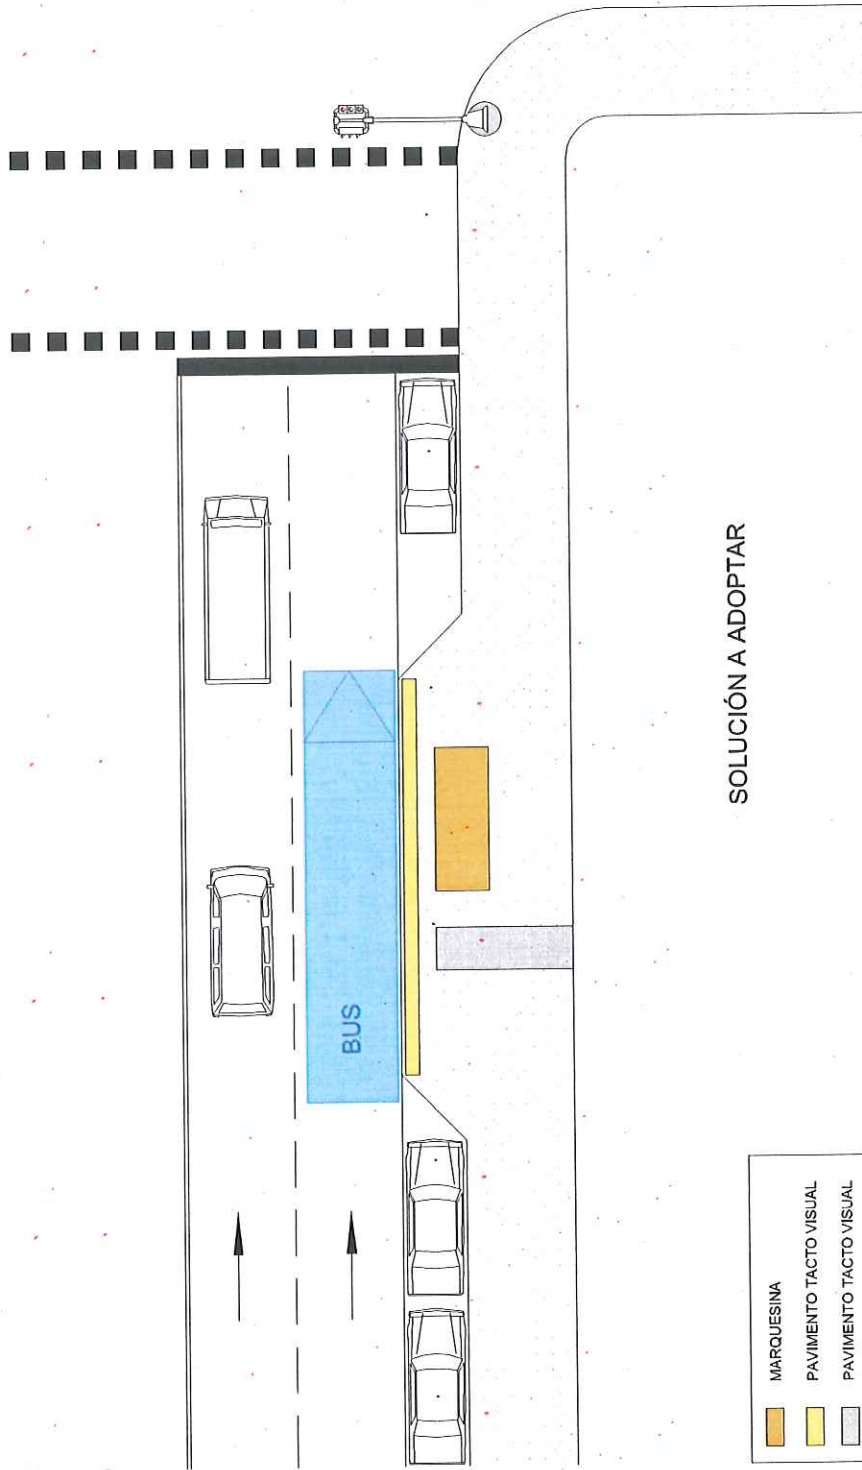 BUS
SOLUCIÓN A ADOPTAR
MARQUESINA
PAVIMENTO TACTO VISUAL
PAVIMENTO TACTO VISUAL